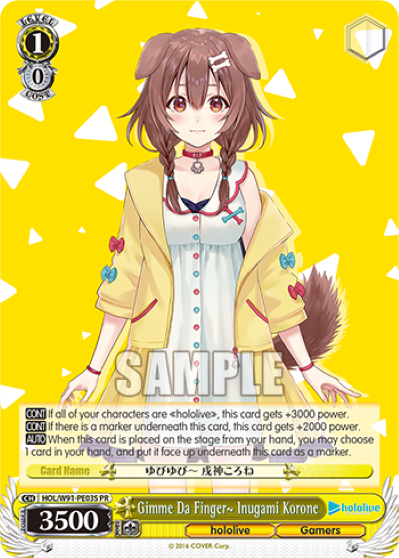 LEVEL
1
0
COST
SAMPLE
CONT If all of your characters are «hololive», this card gets +3000 power.
CONT If there is a marker underneath this card, this card gets +2000 power.
AUTO When this card is placed on the stage from your hand, you may choose
1 card in your hand, and put it face up underneath this card as a marker.
Card Name ゆびゆび～ 戌神ころね
CH HOL/W91-PE035 PR
Gimme Da Finger~ Inugami Korone hololive
3500
hololive Gamers
© 2016 COVER Corp.